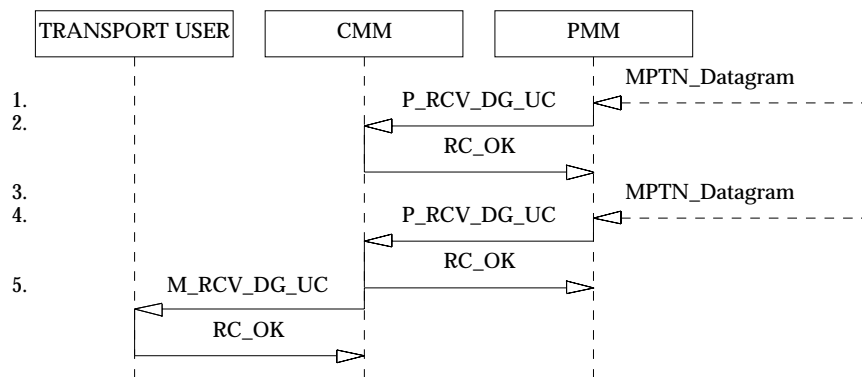 TRANSPORT USER CMM PMM
MPTN_Datagram
1. P_RCV_DG_UC
2.
RC_OK
3. MPTN_Datagram
4. P_RCV_DG_UC
RC_OK
5. M_RCV_DG_UC
RC_OK